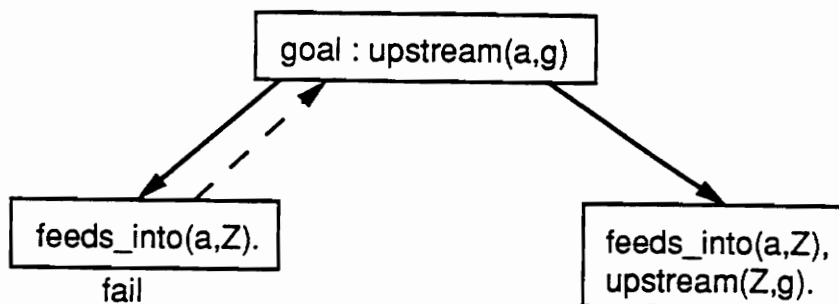 goal : upstream(a,g)
feeds_into(a,Z).
fail
feeds_into(a,Z),
upstream(Z,g).